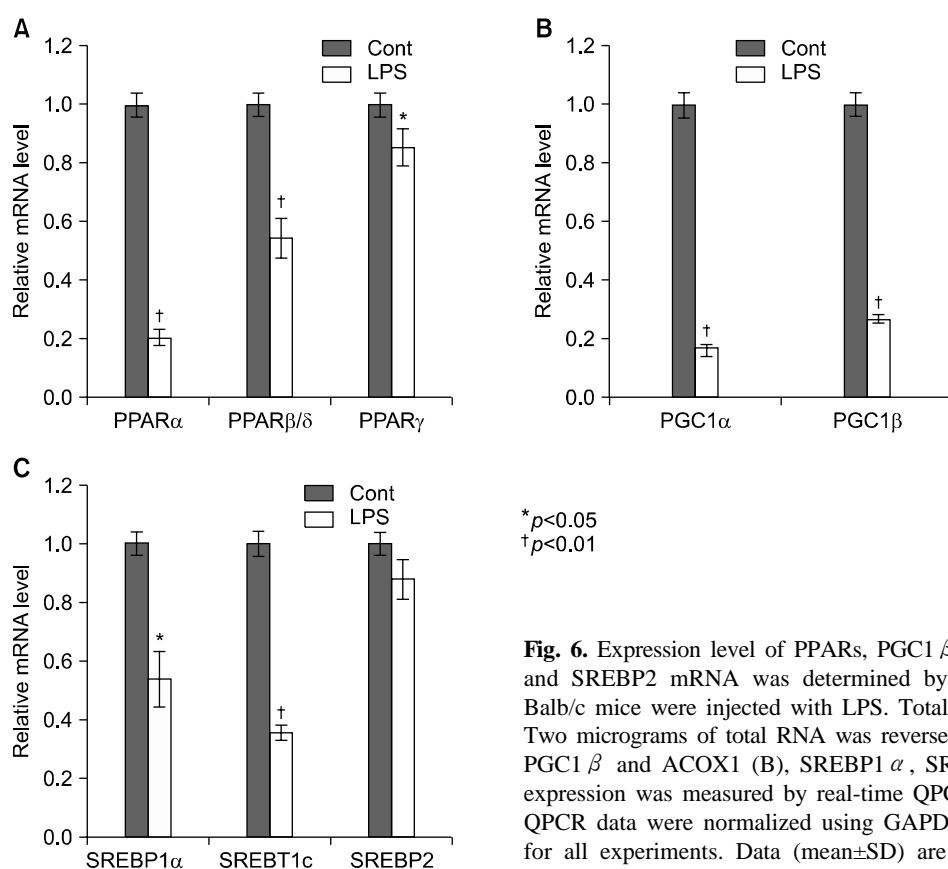 A
1.2
1.0
0.8
0.6
0.4
0.2
0.0
Relative mRNA level
Cont
LPS
†
†
*
PPARα
PPARβ/δ
PPARγ
B
1.2
1.0
0.8
0.6
0.4
0.2
0.0
Relative mRNA level
Cont
LPS
†
†
PGC1α
PGC1β
C
1.2
1.0
0.8
0.6
0.4
0.2
0.0
Relative mRNA level
Cont
LPS
*
†
SREBP1α
SREBT1c
SREBP2
*p<0.05
†p<0.01
Fig. 6. Expression level of PPARs, PGC1 β
and SREBP2 mRNA was determined by
Balb/c mice were injected with LPS. Total
Two micrograms of total RNA was reverse
PGC1 β and ACOX1 (B), SREBP1 α, SR
expression was measured by real-time QPC
QPCR data were normalized using GAPD
for all experiments. Data (mean±SD) are